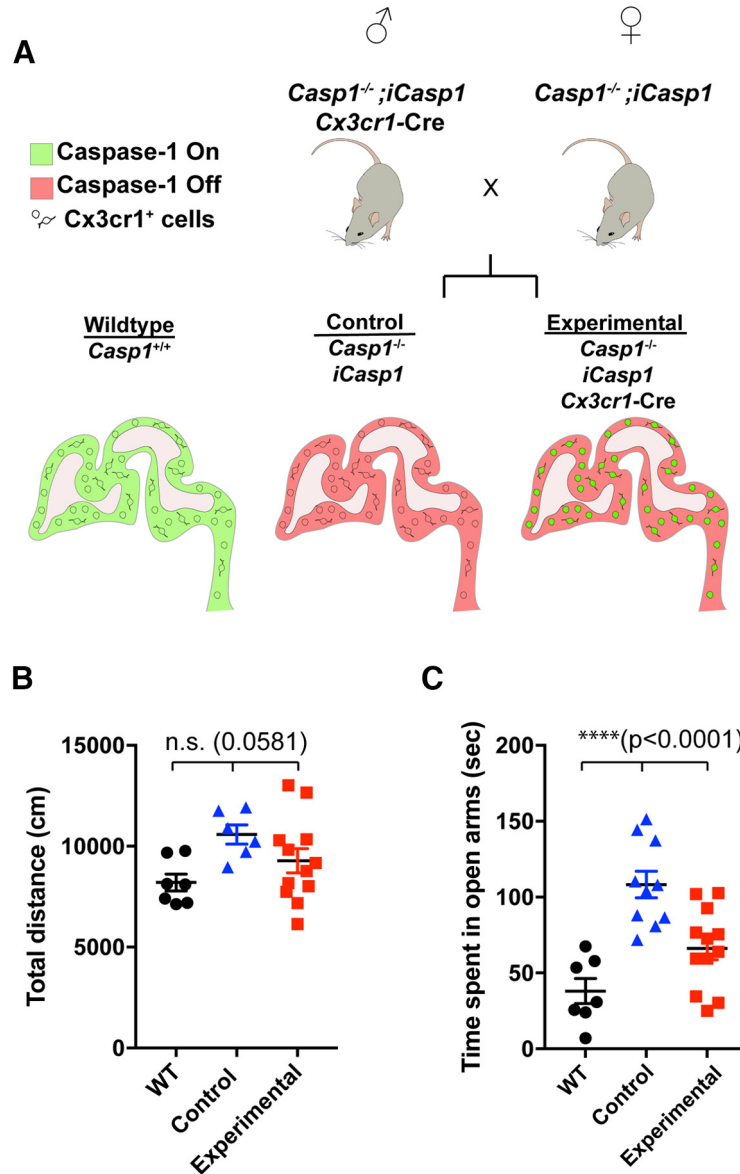 A
♂ ♀
Casp1-/- ;iCasp1 Casp1-/- ;iCasp1
Cx3cr1-Cre
Caspase-1 On
Caspase-1 Off
Cx3cr1+ cells
X
Wildtype Control Experimental
Casp1+/+ Casp1-/- Casp1-/-
iCasp1 iCasp1
Cx3cr1-Cre
B
n.s. (0.0581)
Total distance (cm)
15000
10000
5000
0
WT
Control
Experimental
C
****(p<0.0001)
Time spent in open arms (sec)
200
150
100
50
0
WT
Control
Experimental